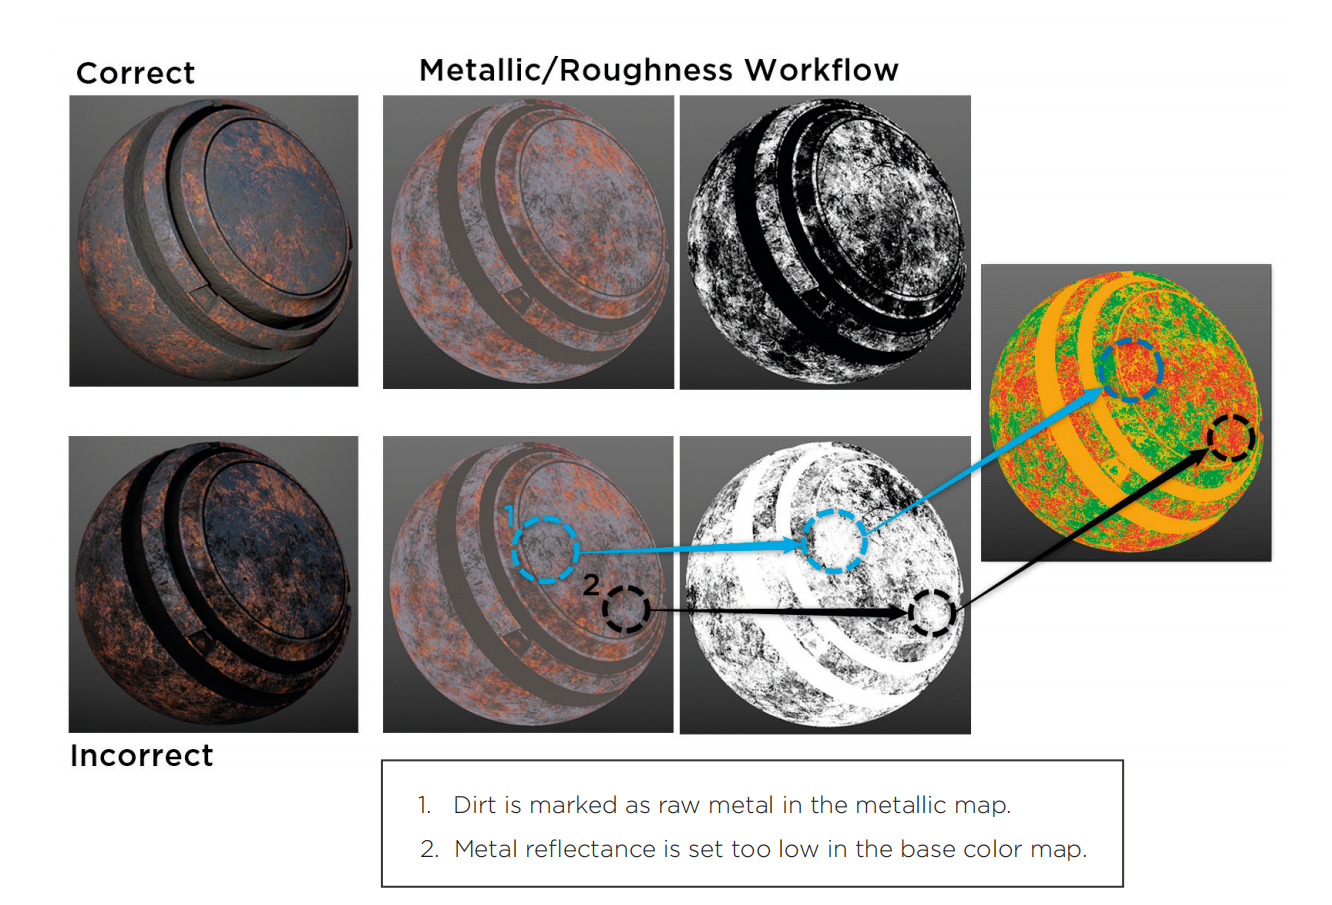 Correct
Metallic/Roughness Workflow
1
2
Incorrect
1. Dirt is marked as raw metal in the metallic map.
2. Metal reflectance is set too low in the base color map.